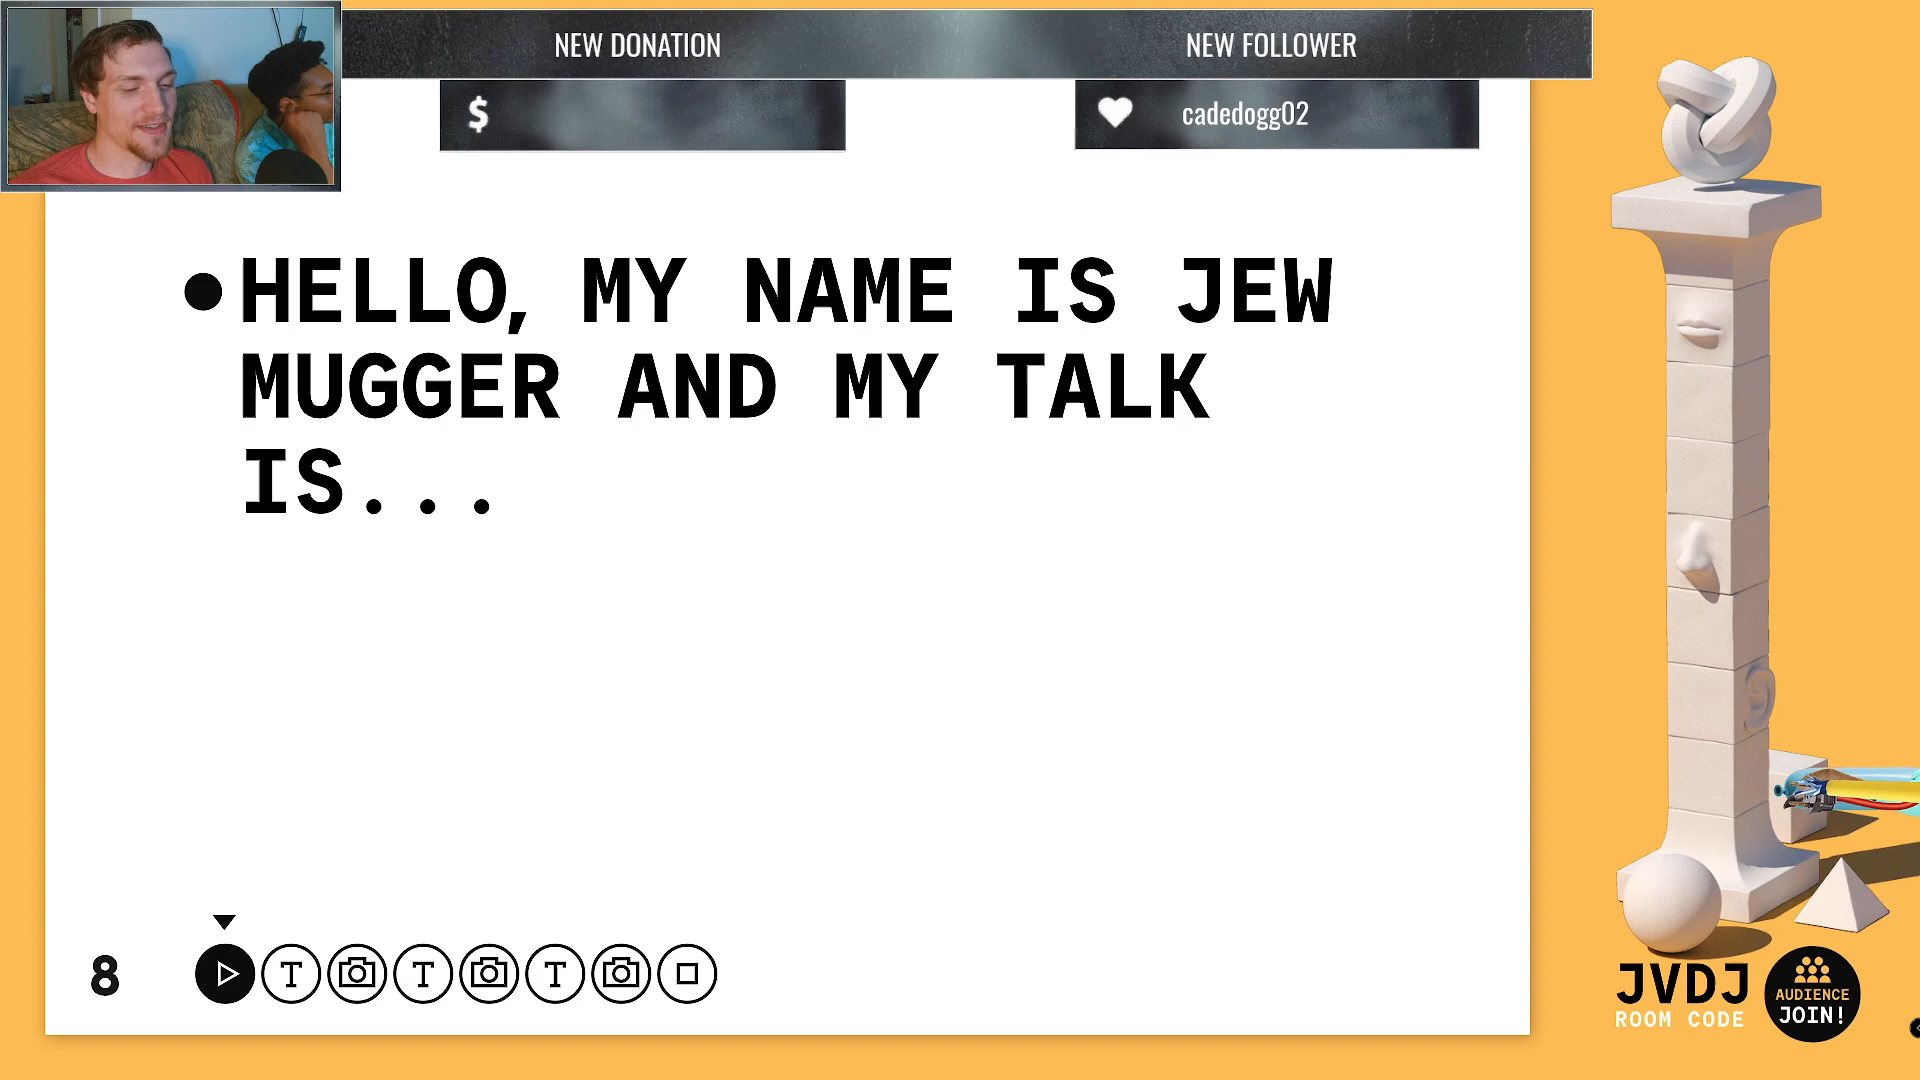 NEW DONATION
NEW FOLLOWER
$
cadedogg02
HELLO, MY NAME IS JEW
MUGGER AND MY TALK
IS...
8
T
T
T
JVDJ
ROOM CODE
AUDIENCE
JOIN!